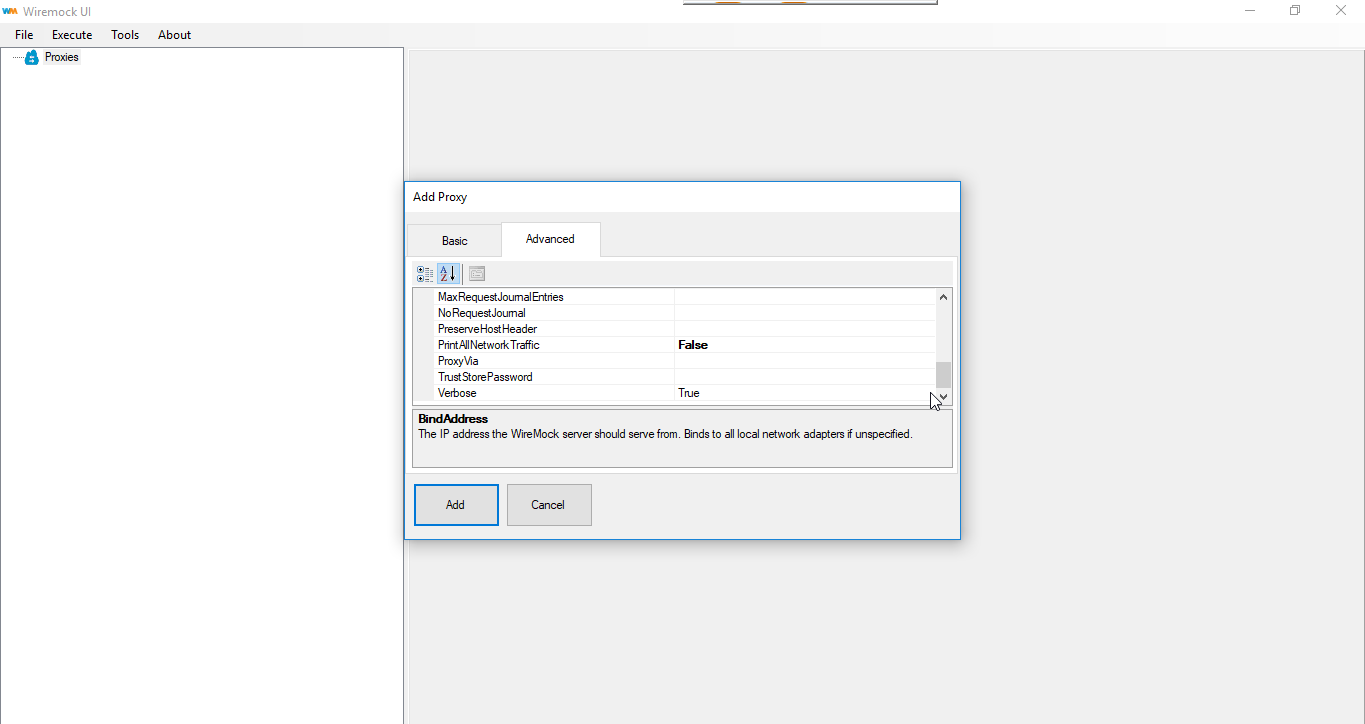 WM Wiremock UI
File Execute Tools About
Proxies
Add Proxy
Basic Advanced
MaxRequestJournalEntries
NoRequestJournal
PreserveHostHeader
PrintAllNetworkTraffic False
ProxyVia
TrustStorePassword
Verbose True
BindAddress
The IP address the WireMock server should serve from. Binds to all local network adapters if unspecified.
Add Cancel